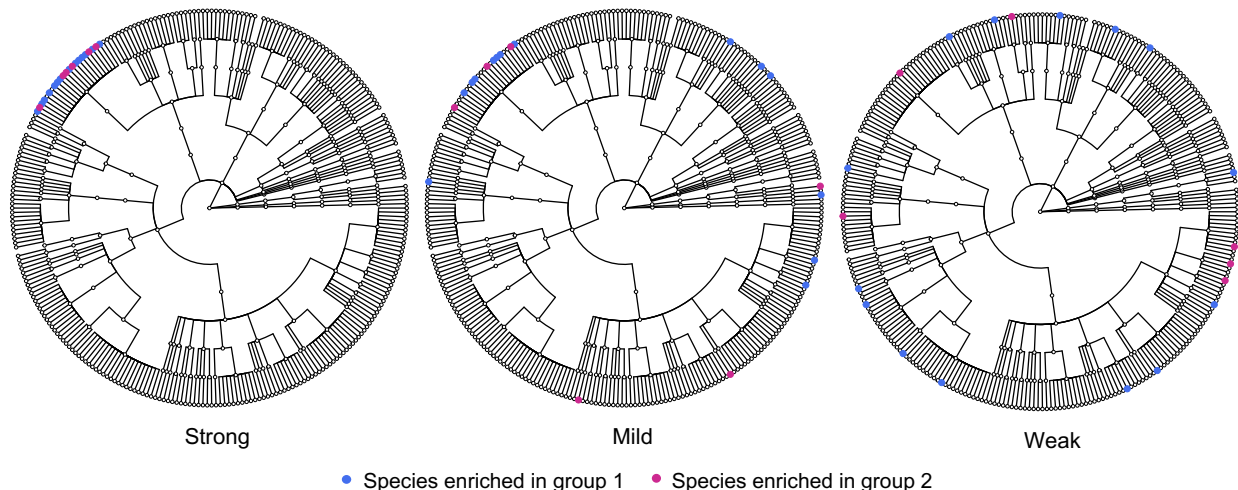 Strong
Mild
Weak
Species enriched in group 1
Species enriched in group 2